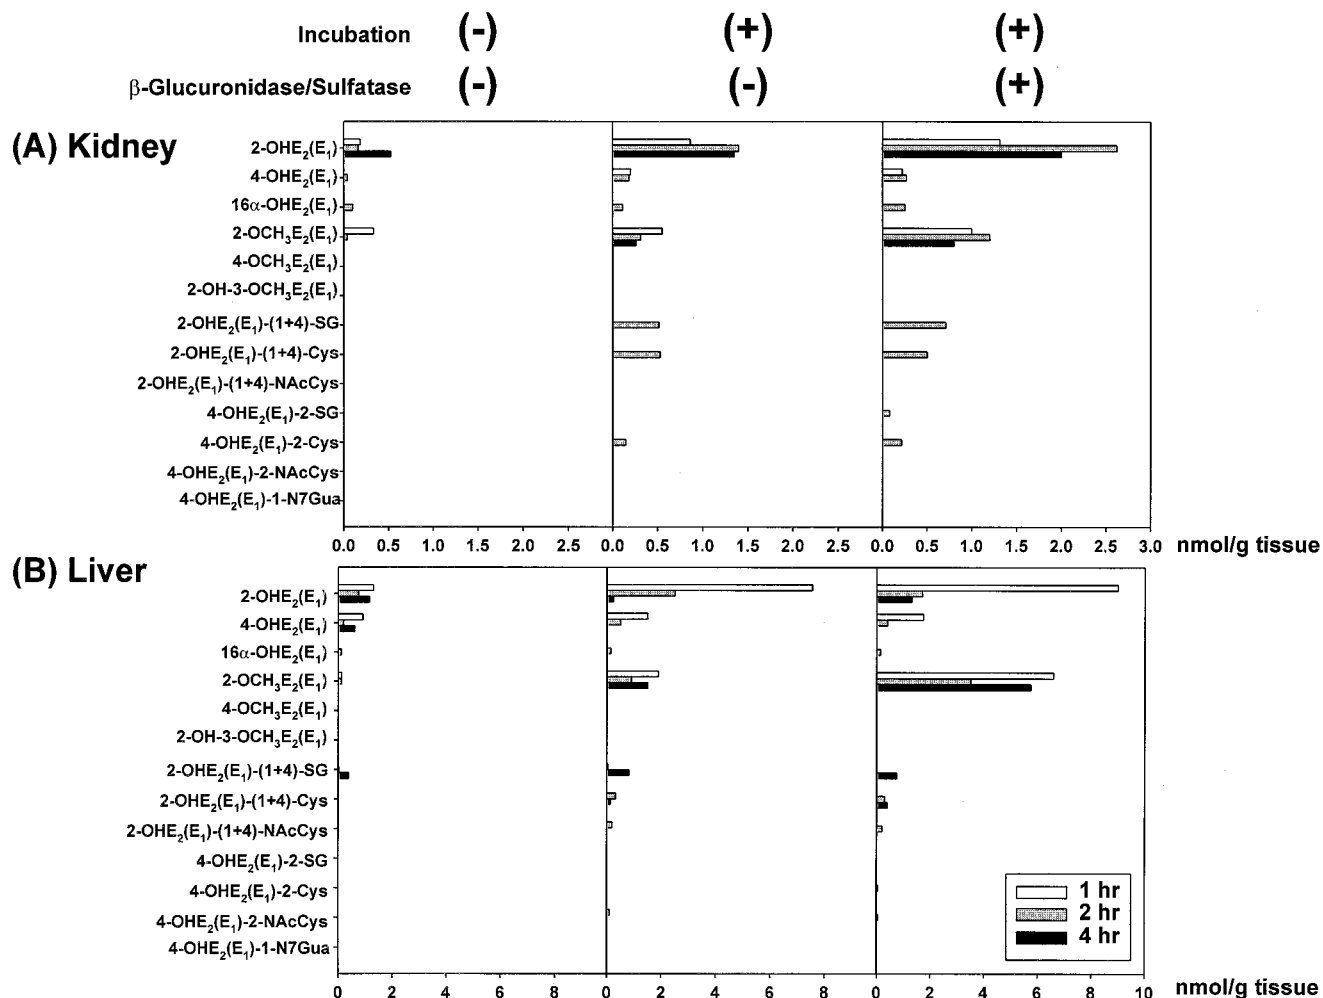 Incubation (-) (+) (+)
β-Glucuronidase/Sulfatase (-) (-) (+)
(A) Kidney
2-OHE2(E1)
4-OHE2(E1)
16α-OHE2(E1)
2-OCH3E2(E1)
4-OCH3E2(E1)
2-OH-3-OCH3E2(E1)
2-OHE2(E1)-(1+4)-SG
2-OHE2(E1)-(1+4)-Cys
2-OHE2(E1)-(1+4)-NAcCys
4-OHE2(E1)-2-SG
4-OHE2(E1)-2-Cys
4-OHE2(E1)-2-NAcCys
4-OHE2(E1)-1-N7Gua
0.0 1.0 1.0 2.0 2.5 0.0 0.5 1.0 1.5 2.0 2.5 0.0 0.5 1.0 1.5 2.0 2.5 3.0 nmol/g tissue
(B) Liver
2-OHE2(E1)
4-OHE2(E1)
16α-OHE2(E1)
2-OCH3E2(E1)
4-OCH3E2(E1)
2-OH-3-OCH3E2(E1)
2-OHE2(E1)-(1+4)-SG
2-OHE2(E1)-(1+4)-Cys
2-OHE2(E1)-(1+4)-NAcCys
4-OHE2(E1)-2-SG
4-OHE2(E1)-2-Cys
4-OHE2(E1)-2-NAcCys
4-OHE2(E1)-1-N7Gua
1 hr
2 hr
4 hr
0 2 4 6 8 0 2 4 6 8 0 2 4 6 8 10 nmol/g tissue